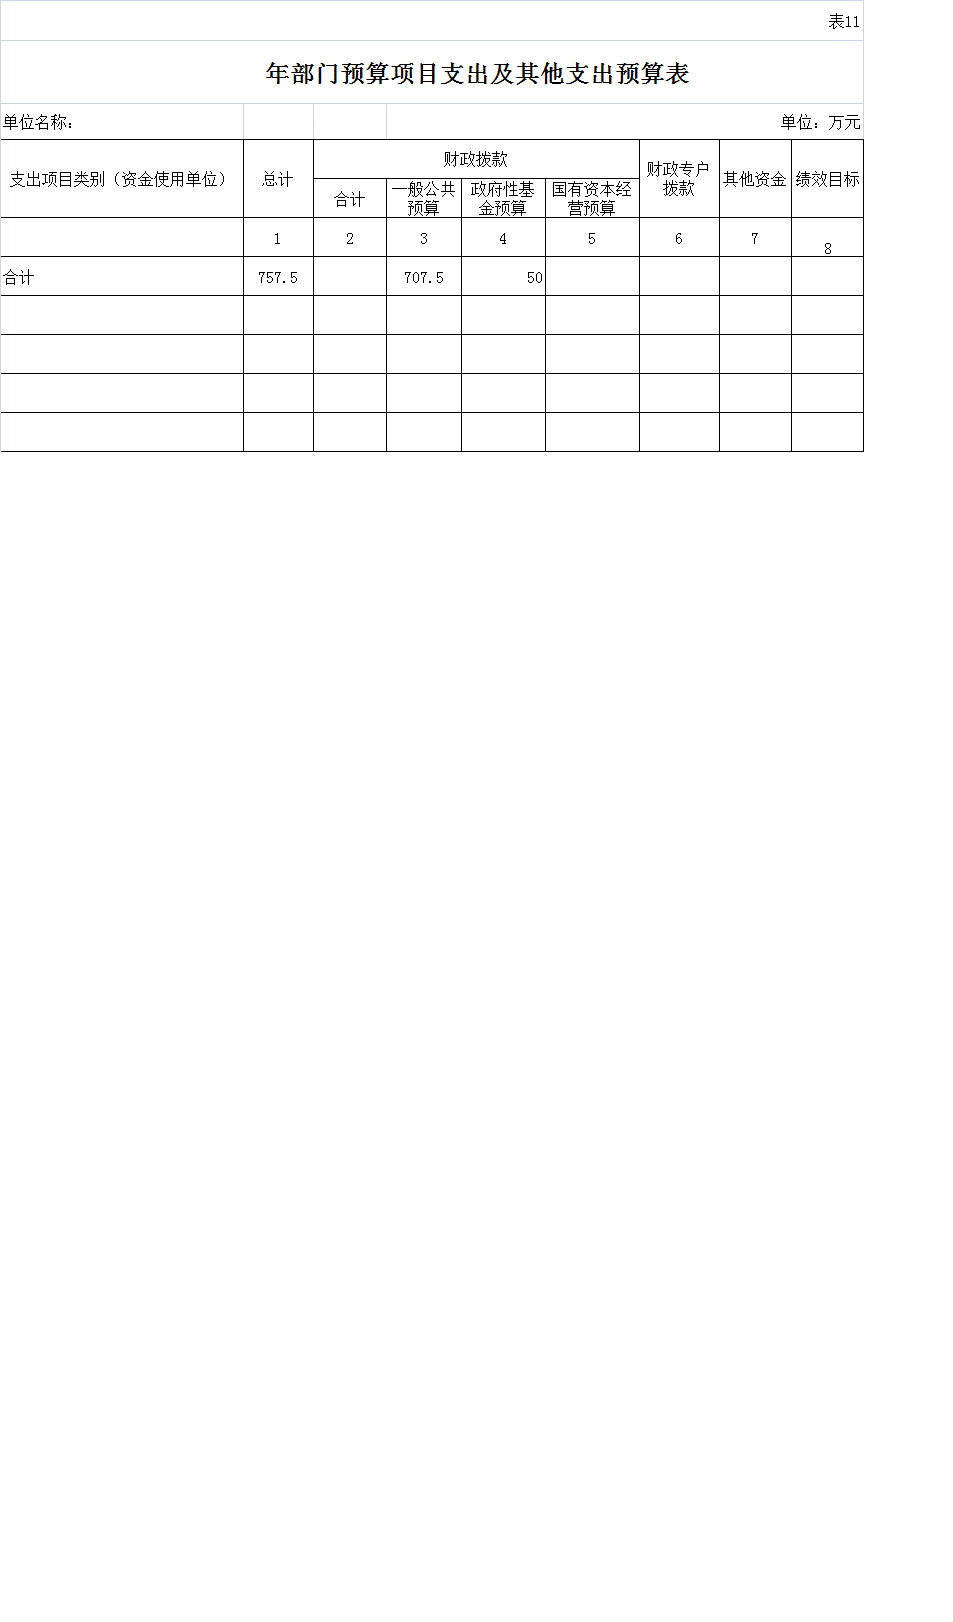 表11
年部门预算项目支出及其他支出预算表
单位名称：
单位：万元
支出项目类别（资金使用单位）
总计
财政拨款
财政专户
拨款
其他资金
绩效目标
合计
一般公共
预算
政府性基
金预算
国有资本经
营预算
1 2 3 4 5 6 7 8
合计 757.5 707.5 50